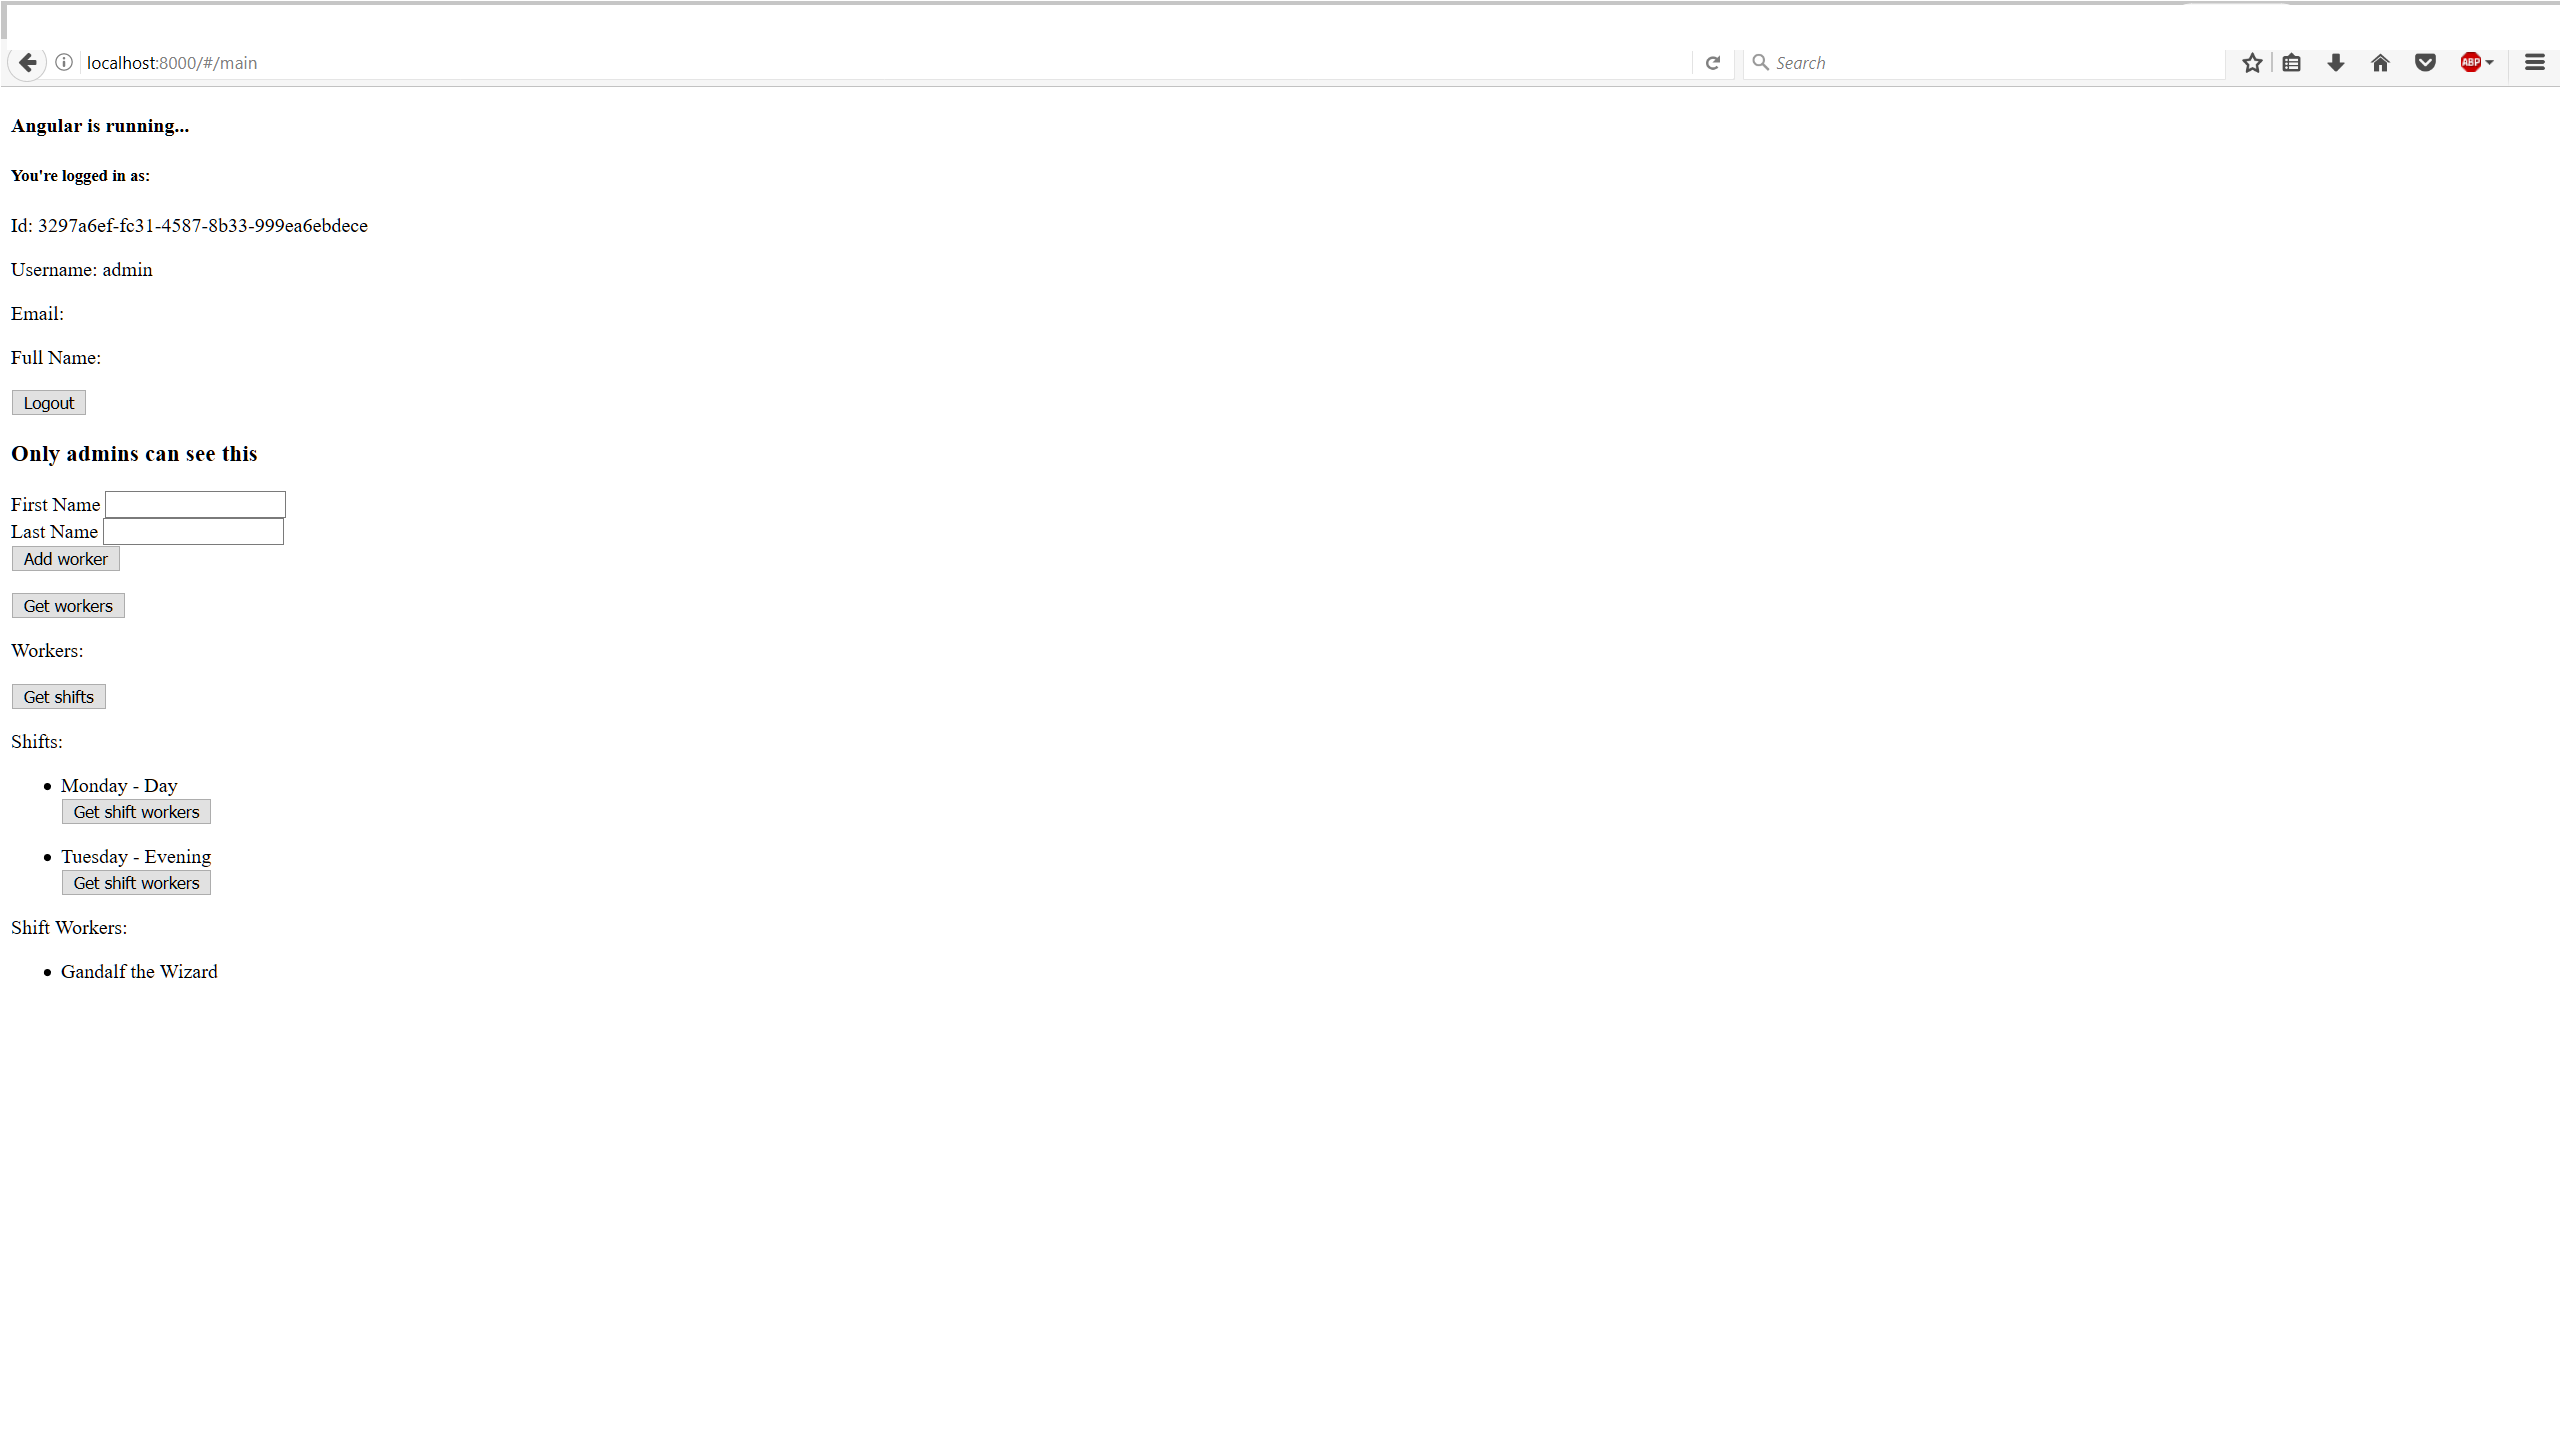 localhost:8000/#/main
Search
ABP
Angular is running...
You're logged in as:
Id: 3297a6ef-fc31-4587-8b33-999ea6ebdece
Username: admin
Email:
Full Name:
Logout
Only admins can see this
First Name
Last Name
Add worker
Get workers
Workers:
Get shifts
Shifts:
Monday - Day
Get shift workers
Tuesday - Evening
Get shift workers
Shift Workers:
Gandalf the Wizard